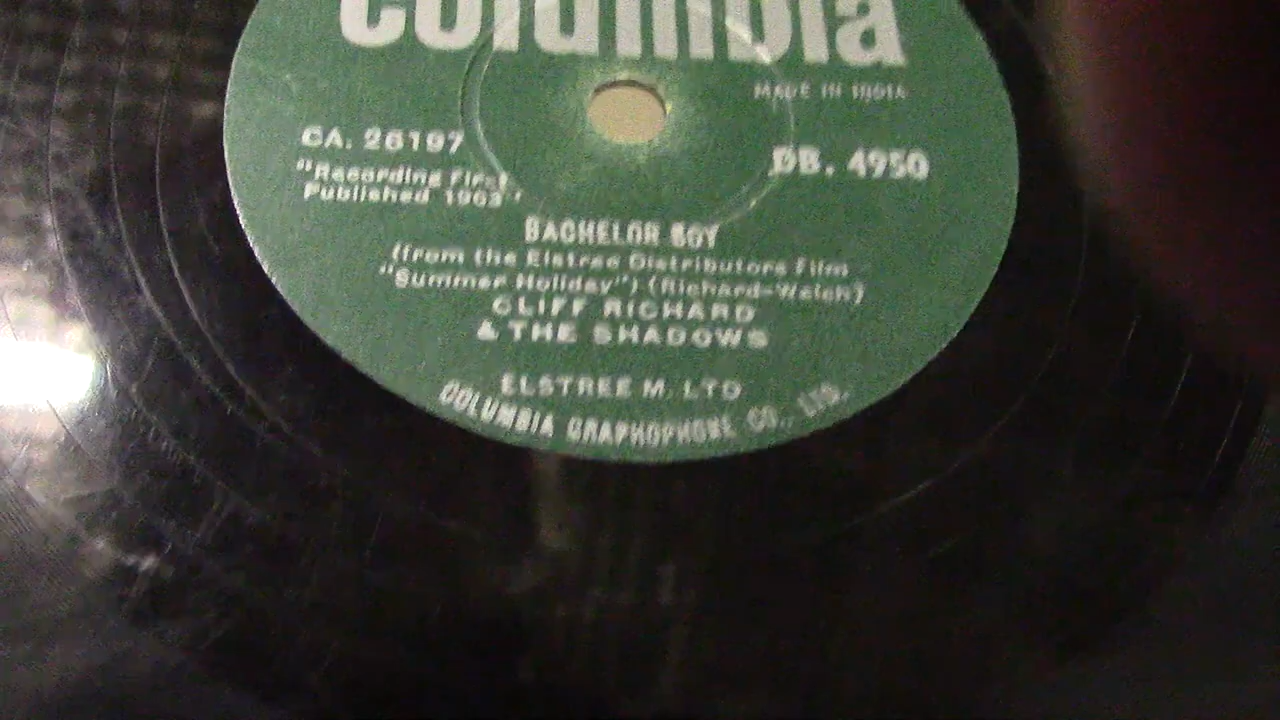 Columbia
MADE IN INDIA
CA. 26197
DB. 4950
"Recording First
Published 1963"
BACHELOR BOY
(from the Elstree Distributors Film
"Summer Holiday") (Richard-Welch)
CLIFF RICHARD
& THE SHADOWS
ELSTREE M. LTD
COLUMBIA GRAPHOPHONE CO., LTD.